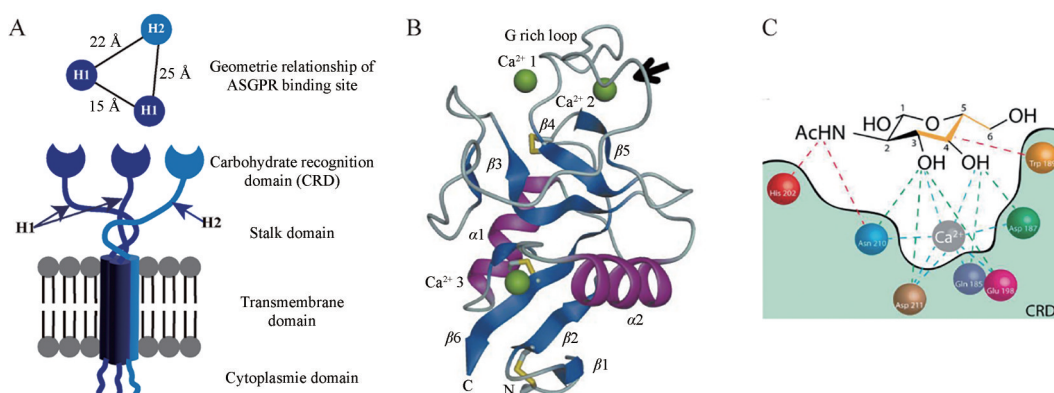 A
H2
22 Å
H1
25 Å
15 Å
H1
Geometrie relationship of
ASGPR binding site
Carbohydrate recognition
domain (CRD)
H1
H2
Stalk domain
Transmembrane
domain
Cytoplasmie domain
B
G rich loop
Ca²⁺ 1
Ca²⁺ 2
β4
β5
β3
α1
Ca²⁺ 3
α2
β6
β2
β1
C
N
C
1
O
5
OH
HO
6
AcHN
2
3
4
OH
OH
Trp 189
His 202
Asn 210
Ca²⁺
Asp 187
Asp 211
Gln 185
Glu 198
CRD